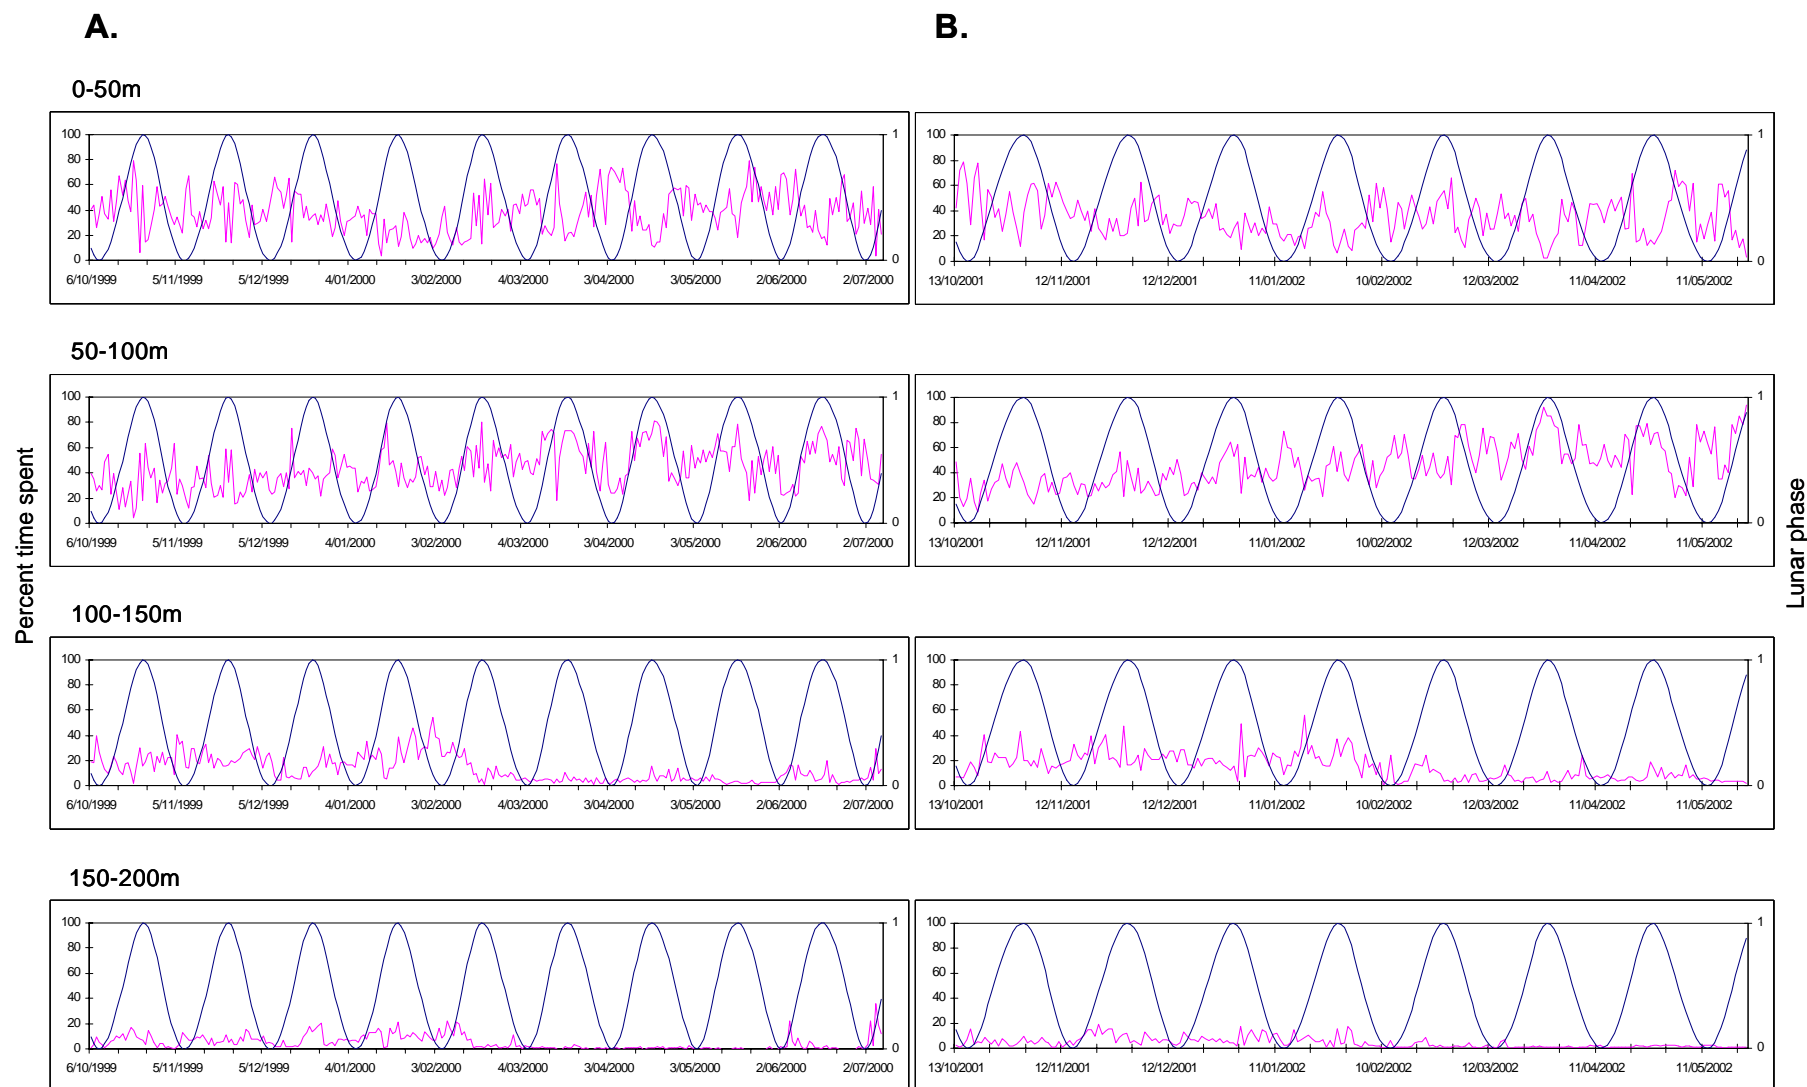 A. B.
0-50m
100 80 60 40 20 0 1 0
6/10/1999 5/11/1999 5/12/1999 4/01/2000 3/02/2000 4/03/2000 3/04/2000 3/05/2000 2/06/2000 2/07/2000
100 80 60 40 20 0 1 0
13/10/2001 12/11/2001 12/12/2001 11/01/2002 10/02/2002 12/03/2002 11/04/2002 11/05/2002
50-100m
100 80 60 40 20 0 1 0
6/10/1999 5/11/1999 5/12/1999 4/01/2000 3/02/2000 4/03/2000 3/04/2000 3/05/2000 2/06/2000 2/07/2000
100 80 60 40 20 0 1 0
13/10/2001 12/11/2001 12/12/2001 11/01/2002 10/02/2002 12/03/2002 11/04/2002 11/05/2002
Percent time spent
Lunar phase
100-150m
100 80 60 40 20 0 1 0
6/10/1999 5/11/1999 5/12/1999 4/01/2000 3/02/2000 4/03/2000 3/04/2000 3/05/2000 2/06/2000 2/07/2000
100 80 60 40 20 0 1 0
13/10/2001 12/11/2001 12/12/2001 11/01/2002 10/02/2002 12/03/2002 11/04/2002 11/05/2002
150-200m
100 80 60 40 20 0 1 0
6/10/1999 5/11/1999 5/12/1999 4/01/2000 3/02/2000 4/03/2000 3/04/2000 3/05/2000 2/06/2000 2/07/2000
100 80 60 40 20 0 1 0
13/10/2001 12/11/2001 12/12/2001 11/01/2002 10/02/2002 12/03/2002 11/04/2002 11/05/2002